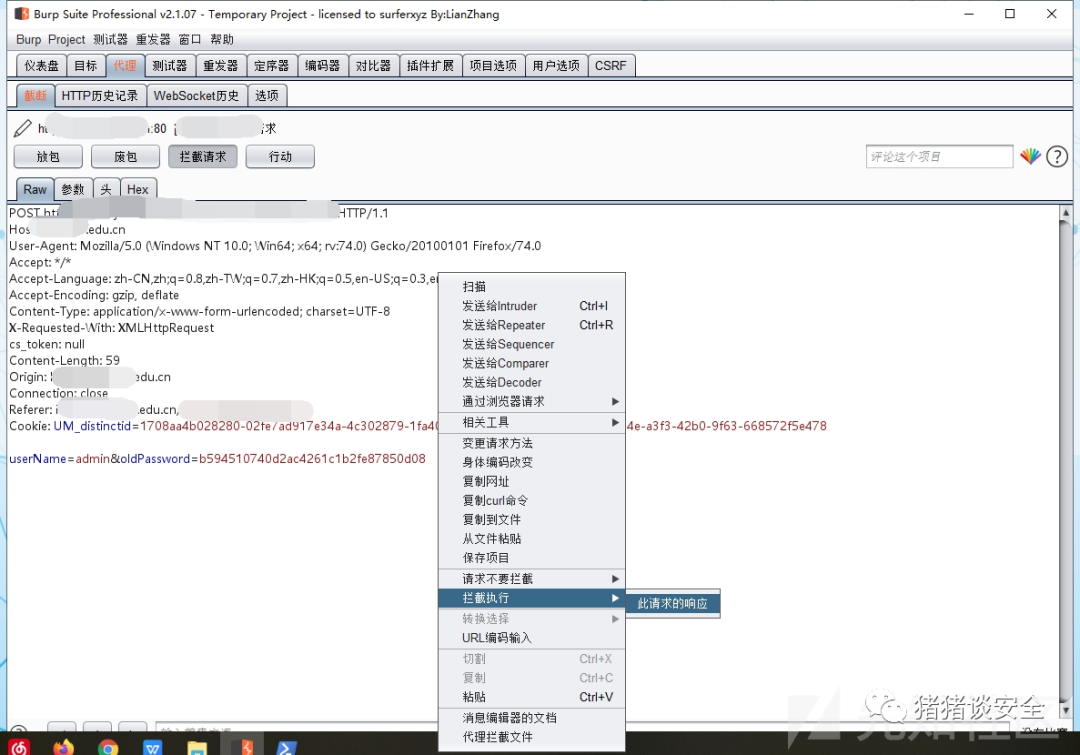 Burp Suite Professional v2.1.07 - Temporary Project - licensed to surferxyz By:LianZhang
Burp Project 测试器 重发器 窗口 帮助
仪表盘 目标 代理 测试器 重发器 定序器 编码器 对比器 插件扩展 项目选项 用户选项 CSRF
截断 HTTP历史记录 WebSocket历史 选项
:80 求
放包 废包 拦截请求 行动 评论这个项目
Raw 参数 头 Hex
POST HTTP/1.1
Hos .edu.cn
User-Agent: Mozilla/5.0 (Windows NT 10.0; Win64; x64; rv:74.0) Gecko/20100101 Firefox/74.0
Accept: */*
Accept-Language: zh-CN,zh;q=0.8,zh-TW;q=0.7,zh-HK;q=0.5,en-US;q=0.3,e
Accept-Encoding: gzip, deflate
Content-Type: application/x-www-form-urlencoded; charset=UTF-8
X-Requested-With: XMLHttpRequest
cs_token: null
Content-Length: 59
Origin: edu.cn
Connection: close
Referer: .edu.cn,
Cookie: UM_distinctid=1708aa4b028280-02fe7ad917e34a-4c302879-1fa40 4e-a3f3-42b0-9f63-668572f5e478
userName=admin&oldPassword=b594510740d2ac4261c1b2fe87850d08
扫描
发送给Intruder Ctrl+I
发送给Repeater Ctrl+R
发送给Sequencer
发送给Comparer
发送给Decoder
通过浏览器请求
相关工具
变更请求方法
身体编码改变
复制网址
复制curl命令
复制到文件
从文件粘贴
保存项目
请求不要拦截
拦截执行
此请求的响应
转换选择
URL编码输入
切割 Ctrl+X
复制 Ctrl+C
粘贴 Ctrl+V
消息编辑器的文档
代理拦截文件
猪猪谈安全